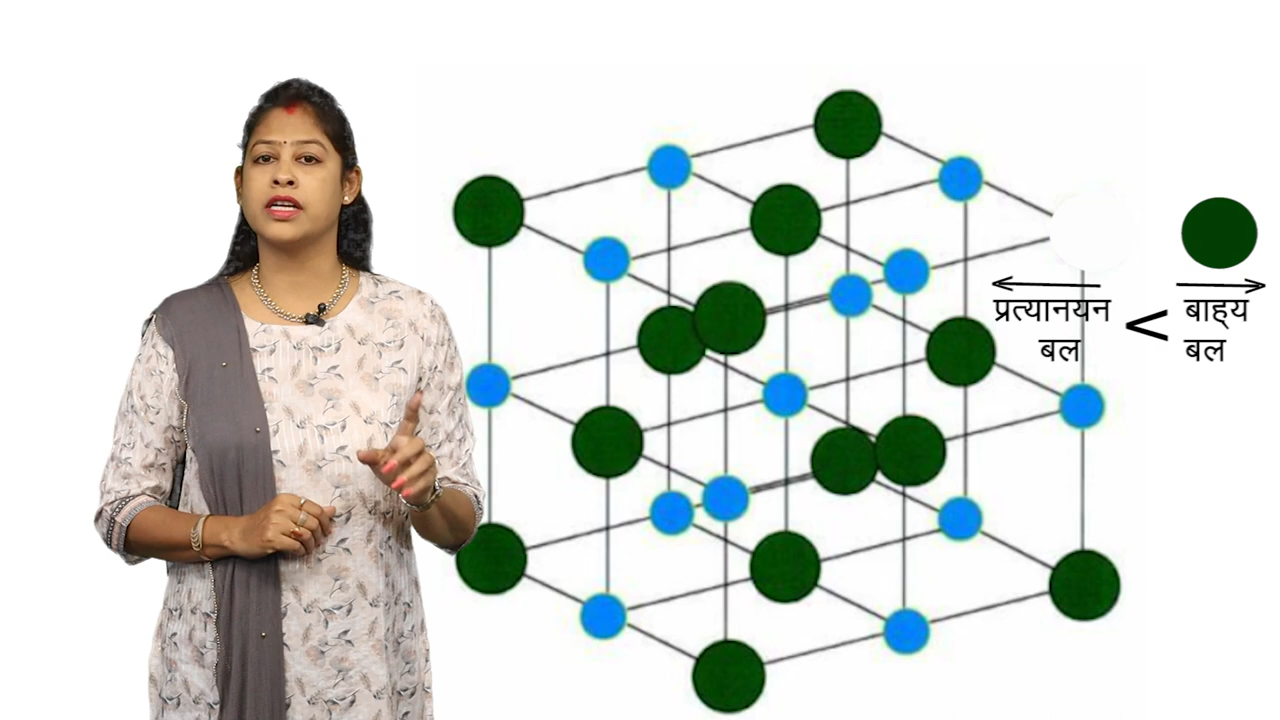 प्रत्यानयन
बल
<
बाह्य
बल